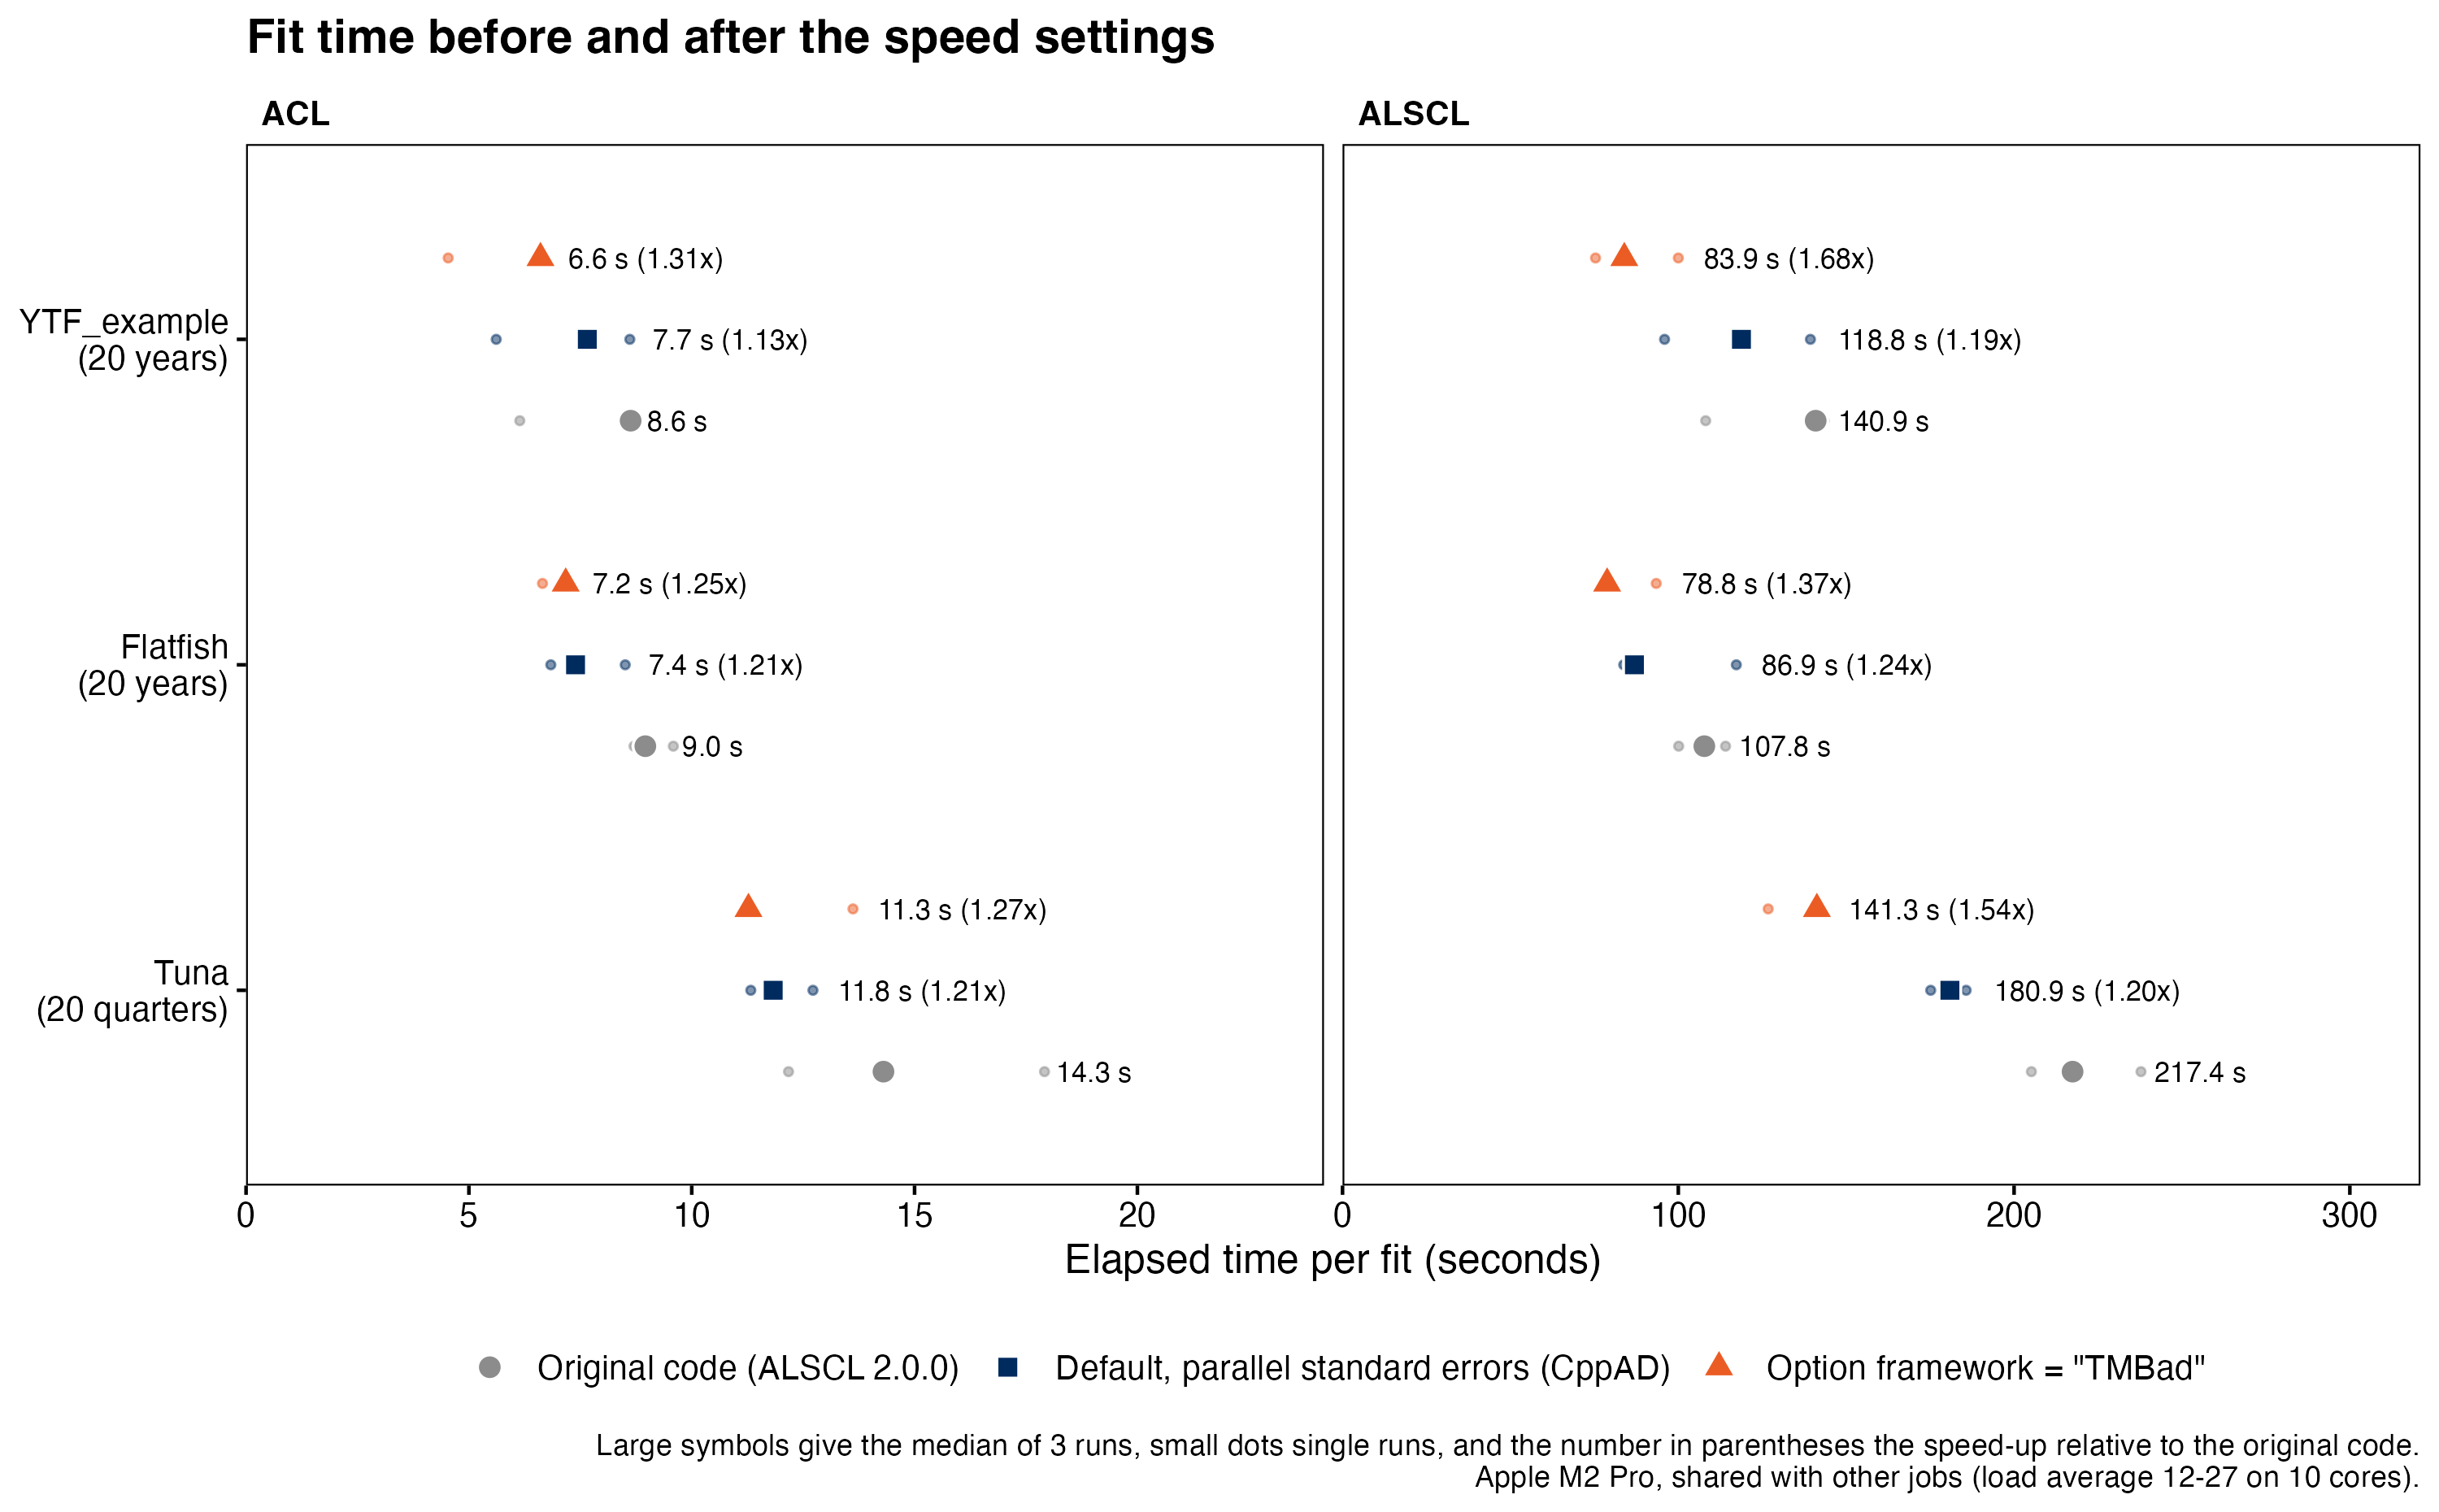 Fit time before and after the speed settings
ACL
ALSCL
YTF_example
(20 years)
6.6 s (1.31x)
7.7 s (1.13x)
8.6 s
83.9 s (1.68x)
118.8 s (1.19x)
140.9 s
Flatfish
(20 years)
7.2 s (1.25x)
7.4 s (1.21x)
9.0 s
78.8 s (1.37x)
86.9 s (1.24x)
107.8 s
Tuna
(20 quarters)
11.3 s (1.27x)
11.8 s (1.21x)
14.3 s
141.3 s (1.54x)
180.9 s (1.20x)
217.4 s
0 5 10 15 20
0 100 200 300
Elapsed time per fit (seconds)
Original code (ALSCL 2.0.0) Default, parallel standard errors (CppAD) Option framework = "TMBad"
Large symbols give the median of 3 runs, small dots single runs, and the number in parentheses the speed-up relative to the original code.
Apple M2 Pro, shared with other jobs (load average 12-27 on 10 cores).